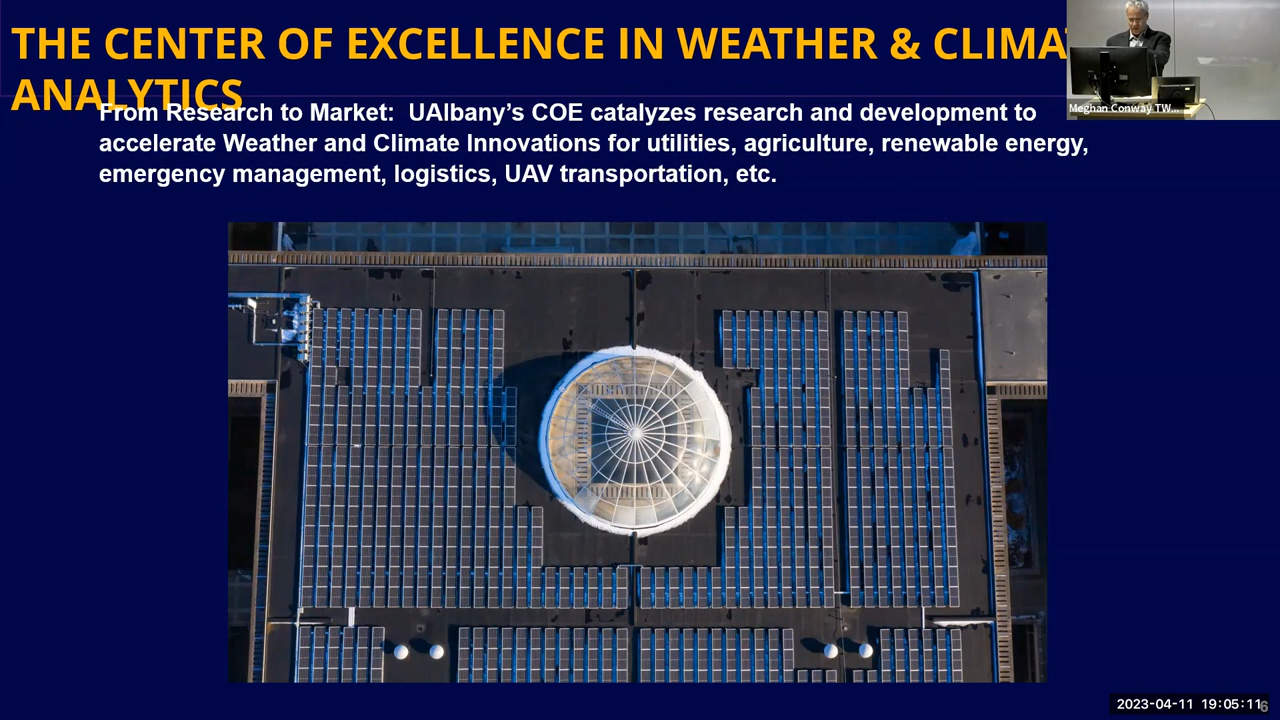 THE CENTER OF EXCELLENCE IN WEATHER & CLIMAT
ANALYTICS
From Research to Market:  UAlbany's COE catalyzes research and development to
accelerate Weather and Climate Innovations for utilities, agriculture, renewable energy,
emergency management, logistics, UAV transportation, etc.
Meghan Conway TW...
2023-04-11 19:05:11
6